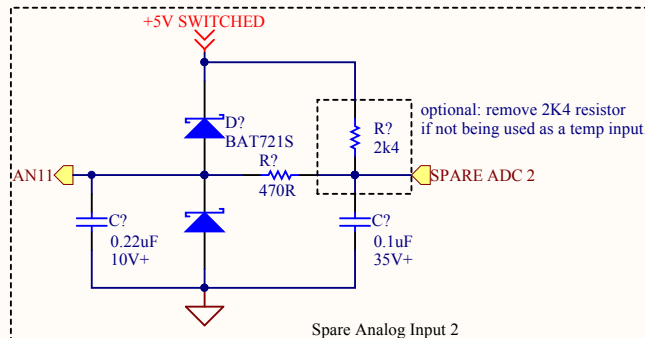 +5V SWITCHED
optional: remove 2K4 resistor
if not being used as a temp input
D?
BAT721S
R?
2k4
R?
470R
AN11
SPARE ADC 2
C?
0.22uF
10V+
C?
0.1uF
35V+
Spare Analog Input 2